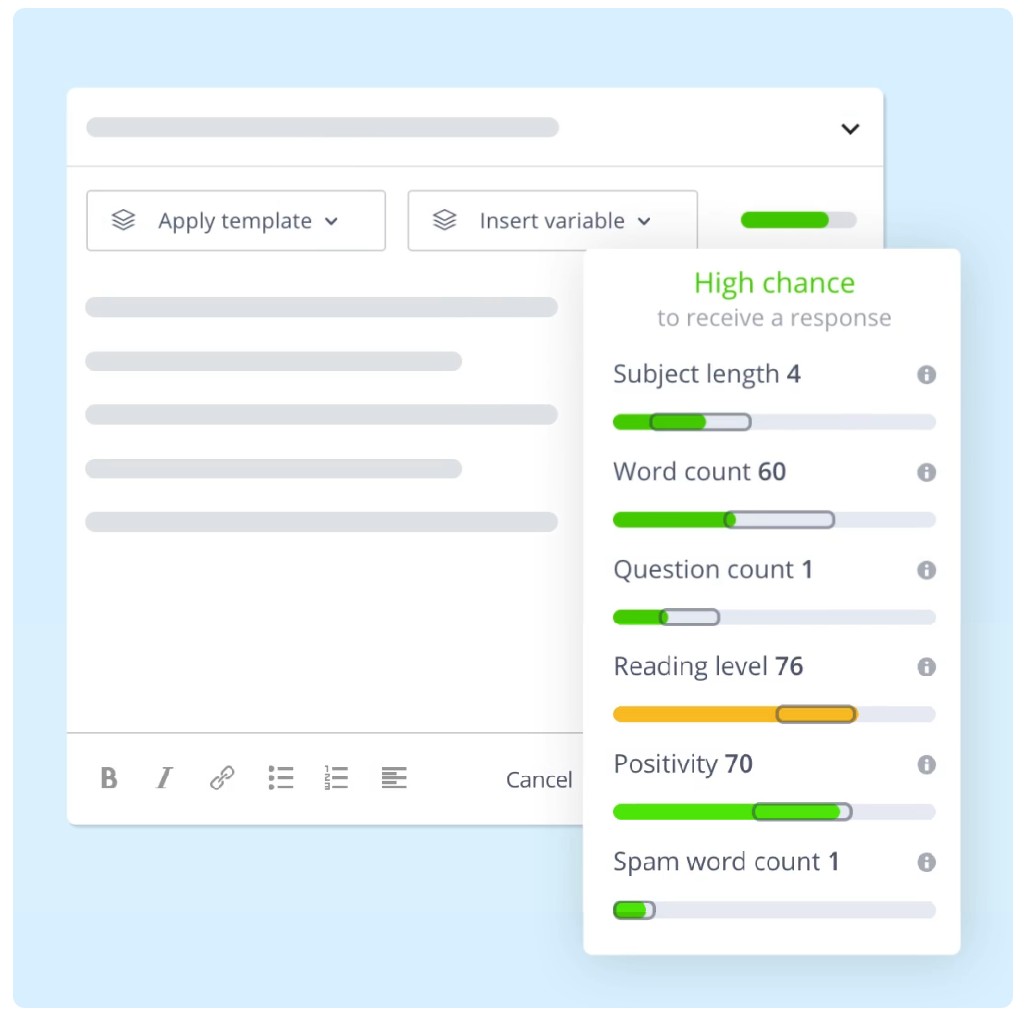 Apply template
Insert variable
High chance
to receive a response
Subject length 4
Word count 60
Question count 1
Reading level 76
Positivity 70
Spam word count 1
B I
Cancel